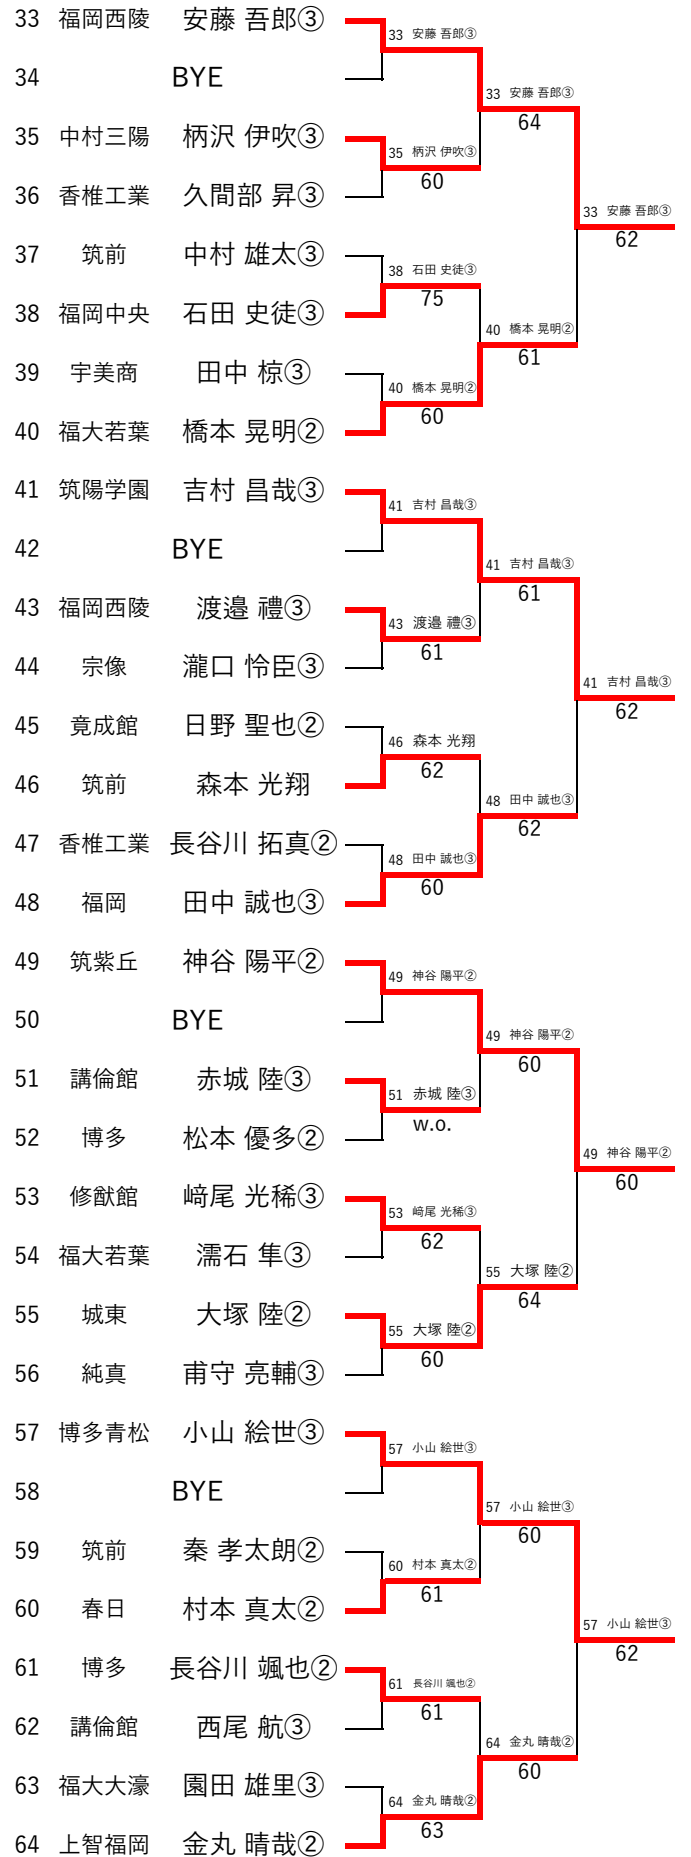 33 福岡西陵 安藤 吾郎③
33 安藤 吾郎③
34 BYE
33 安藤 吾郎③
64
35 中村三陽 柄沢 伊吹③
35 柄沢 伊吹③
60
36 香椎工業 久間部 昇③
33 安藤 吾郎③
62
37 筑前 中村 雄太③
38 石田 史徒③
75
38 福岡中央 石田 史徒③
40 橋本 晃明②
61
39 宇美商 田中 椋③
40 橋本 晃明②
60
40 福大若葉 橋本 晃明②
41 筑陽学園 吉村 昌哉③
41 吉村 昌哉③
42 BYE
41 吉村 昌哉③
61
43 福岡西陵 渡邉 禮③
43 渡邉 禮③
61
44 宗像 瀧口 怜臣③
41 吉村 昌哉③
62
45 竟成館 日野 聖也②
46 森本 光翔
62
46 筑前 森本 光翔
48 田中 誠也③
62
47 香椎工業 長谷川 拓真②
48 田中 誠也③
60
48 福岡 田中 誠也③
49 筑紫丘 神谷 陽平②
49 神谷 陽平②
50 BYE
49 神谷 陽平②
60
51 講倫館 赤城 陸③
51 赤城 陸③
w.o.
52 博多 松本 優多②
49 神谷 陽平②
60
53 修猷館 﨑尾 光稀③
53 﨑尾 光稀③
62
54 福大若葉 濡石 隼③
55 大塚 陸②
64
55 城東 大塚 陸②
55 大塚 陸②
60
56 純真 甫守 亮輔③
57 博多青松 小山 絵世③
57 小山 絵世③
58 BYE
57 小山 絵世③
60
59 筑前 秦 孝太朗②
60 村本 真太②
61
60 春日 村本 真太②
57 小山 絵世③
62
61 博多 長谷川 颯也②
61 長谷川 颯也②
61
62 講倫館 西尾 航③
64 金丸 晴哉②
60
63 福大大濠 園田 雄里③
64 金丸 晴哉②
63
64 上智福岡 金丸 晴哉②